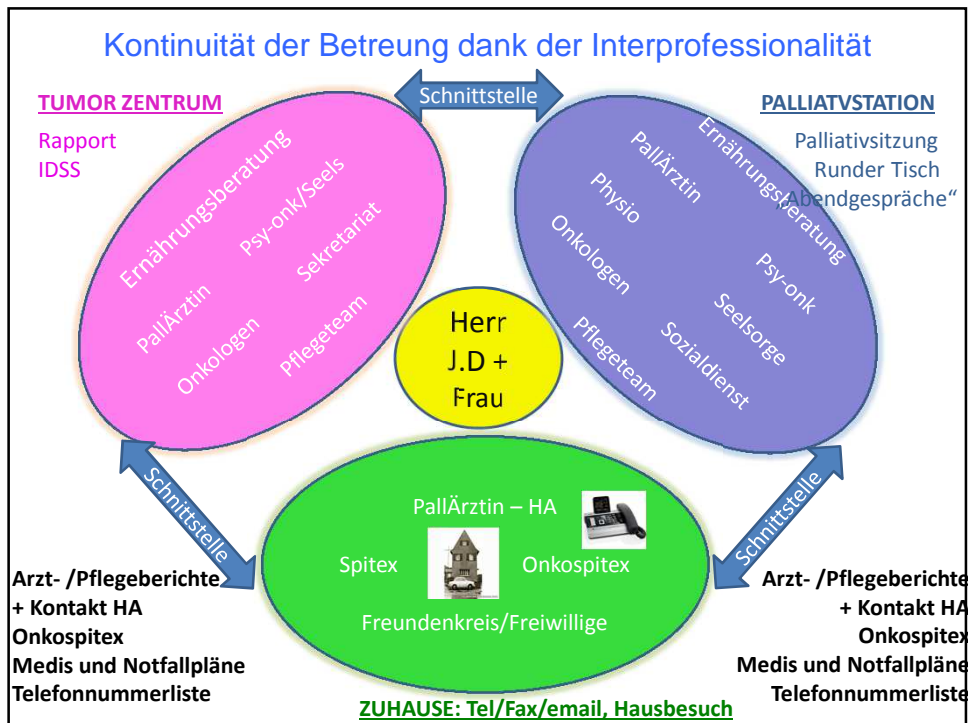 Kontinuität der Betreung dank der Interprofessionalität
TUMOR ZENTRUM
Rapport
IDSS
Schnittstelle
PALLIATVSTATION
Palliativsitzung
Runder Tisch
„Abendgespräche“
Ernährungsberatung
Psy-onk/Seels
Sekretariat
PallÄrztin
Onkologen
Pflegeteam
Ernährungsberatung
PallÄrztin
Physio
Onkologen
Psy-onk
Seelsorge
Sozialdienst
Pflegeteam
Herr
J.D +
Frau
Schnittstelle
Schnittstelle
PallÄrztin – HA
Spitex
Onkospitex
Freundenkreis/Freiwillige
Arzt- /Pflegeberichte
+ Kontakt HA
Onkospitex
Medis und Notfallpläne
Telefonnummerliste
Arzt- /Pflegeberichte
+ Kontakt HA
Onkospitex
Medis und Notfallpläne
Telefonnummerliste
ZUHAUSE: Tel/Fax/email, Hausbesuch